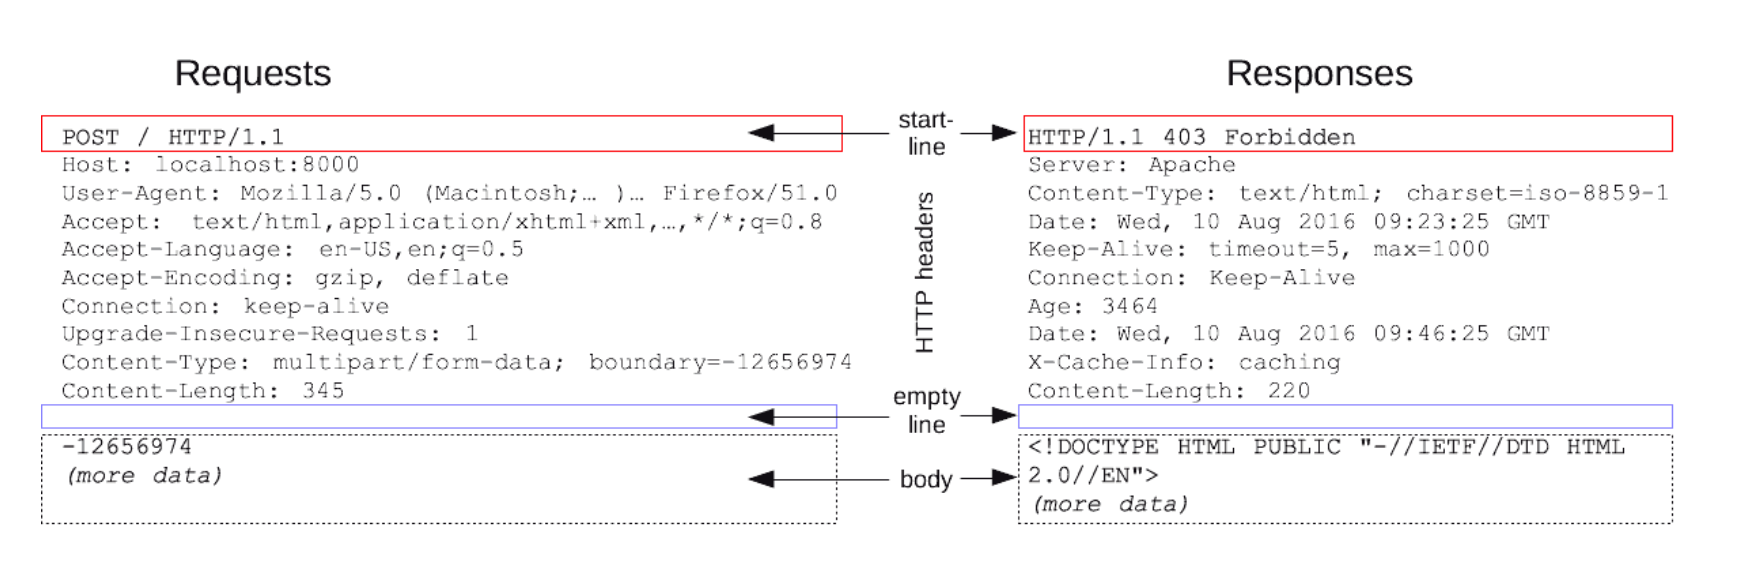 Requests
POST / HTTP/1.1
Host: localhost:8000
User-Agent: Mozilla/5.0 (Macintosh;… )… Firefox/51.0
Accept: text/html,application/xhtml+xml,…,*/*;q=0.8
Accept-Language: en-US,en;q=0.5
Accept-Encoding: gzip, deflate
Connection: keep-alive
Upgrade-Insecure-Requests: 1
Content-Type: multipart/form-data; boundary=-12656974
Content-Length: 345
-12656974
(more data)
start-
line
HTTP headers
empty
line
body
Responses
HTTP/1.1 403 Forbidden
Server: Apache
Content-Type: text/html; charset=iso-8859-1
Date: Wed, 10 Aug 2016 09:23:25 GMT
Keep-Alive: timeout=5, max=1000
Connection: Keep-Alive
Age: 3464
Date: Wed, 10 Aug 2016 09:46:25 GMT
X-Cache-Info: caching
Content-Length: 220
<!DOCTYPE HTML PUBLIC "-//IETF//DTD HTML
2.0//EN">
(more data)